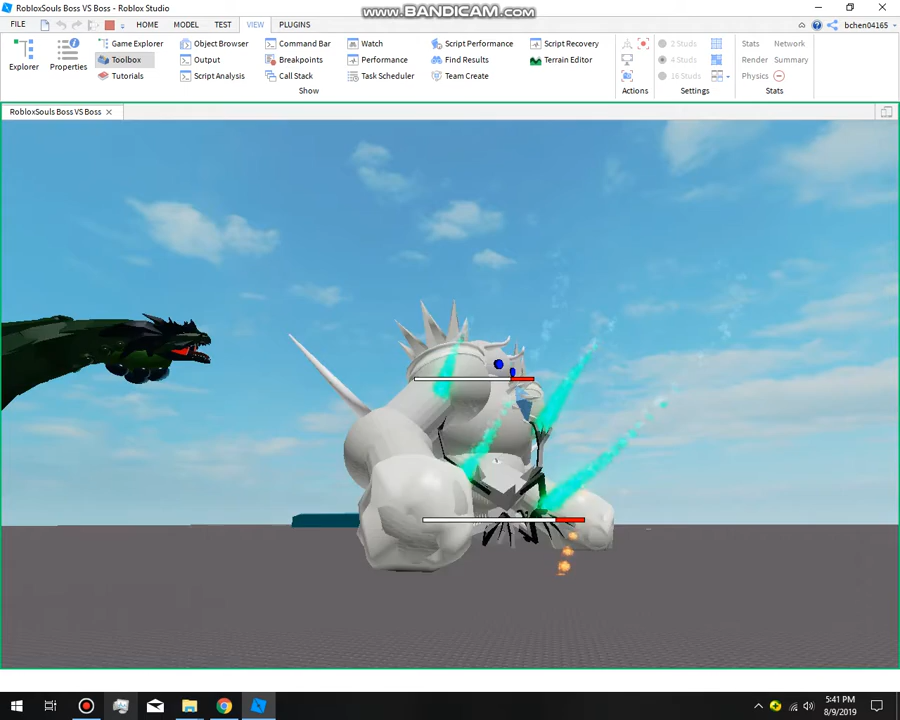 RobloxSouls Boss VS Boss - Roblox Studio
WWW.BANDICAM.COM
FILE HOME MODEL TEST VIEW PLUGINS bchen04165
Explorer
Properties
Game Explorer
Toolbox
Tutorials
Object Browser
Output
Script Analysis
Command Bar
Breakpoints
Call Stack
Watch
Performance
Task Scheduler
Script Performance
Find Results
Team Create
Script Recovery
Terrain Editor
Show
Actions
2 Studs
4 Studs
16 Studs
Settings
Stats Network
Render Summary
Physics
Stats
RobloxSouls Boss VS Boss
5:41 PM
8/9/2019